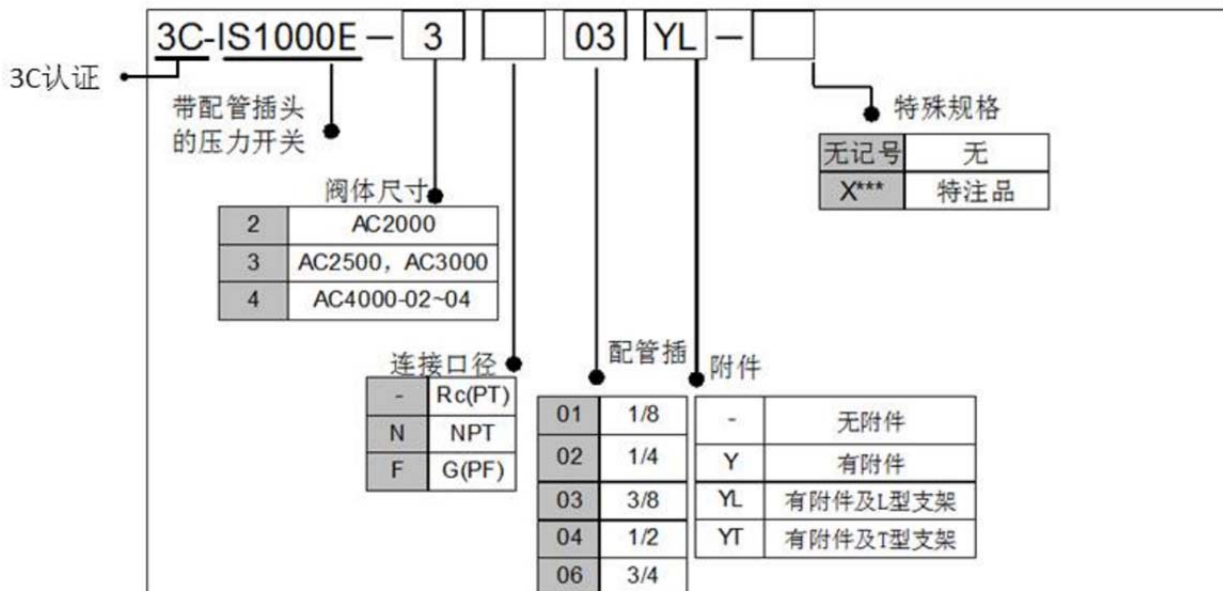 3C-IS1000E－3 03 YL－
3C认证
带配管插头
的压力开关
特殊规格
无记号 无
X*** 特注品
阀体尺寸
2 AC2000
3 AC2500，AC3000
4 AC4000-02~04
连接口径
- Rc(PT)
N NPT
F G(PF)
配管插
01 1/8
02 1/4
03 3/8
04 1/2
06 3/4
附件
- 无附件
Y 有附件
YL 有附件及L型支架
YT 有附件及T型支架